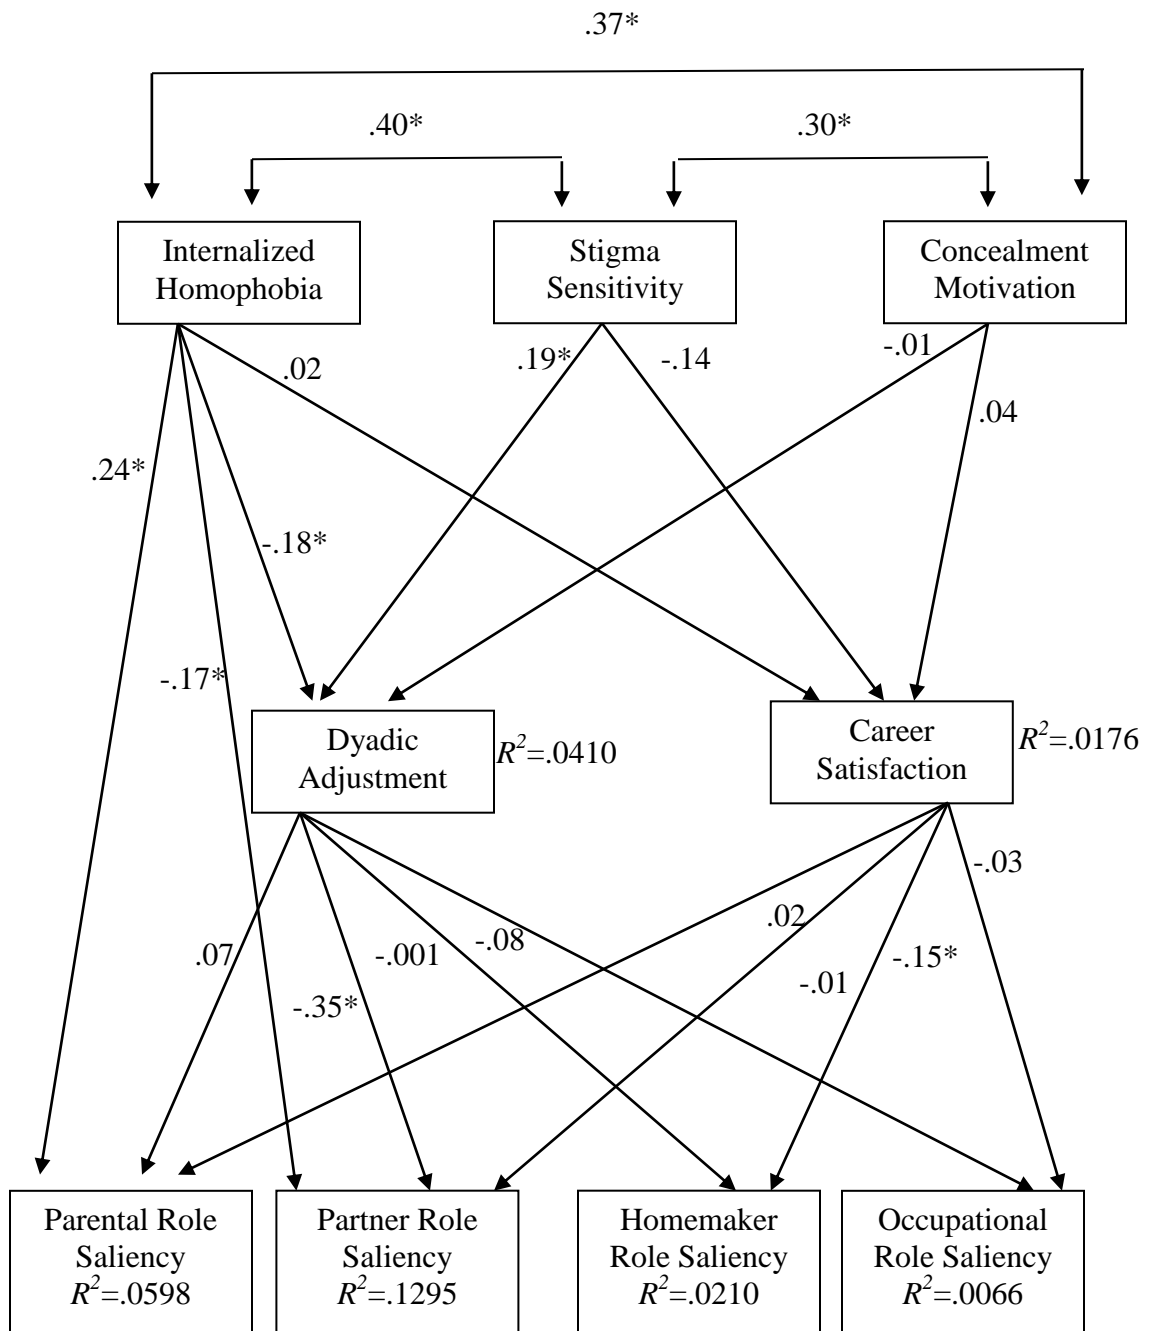 .37*
.40*
.30*
Internalized
Homophobia
Stigma
Sensitivity
Concealment
Motivation
.02
.19*
-.14
-.01
.04
.24*
-.18*
-.17*
Dyadic
Adjustment
R²=.0410
Career
Satisfaction
R²=.0176
.07
-.35*
-.001
-.08
.02
-.01
-.15*
-.03
Parental Role
Saliency
R²=.0598
Partner Role
Saliency
R²=.1295
Homemaker
Role Saliency
R²=.0210
Occupational
Role Saliency
R²=.0066